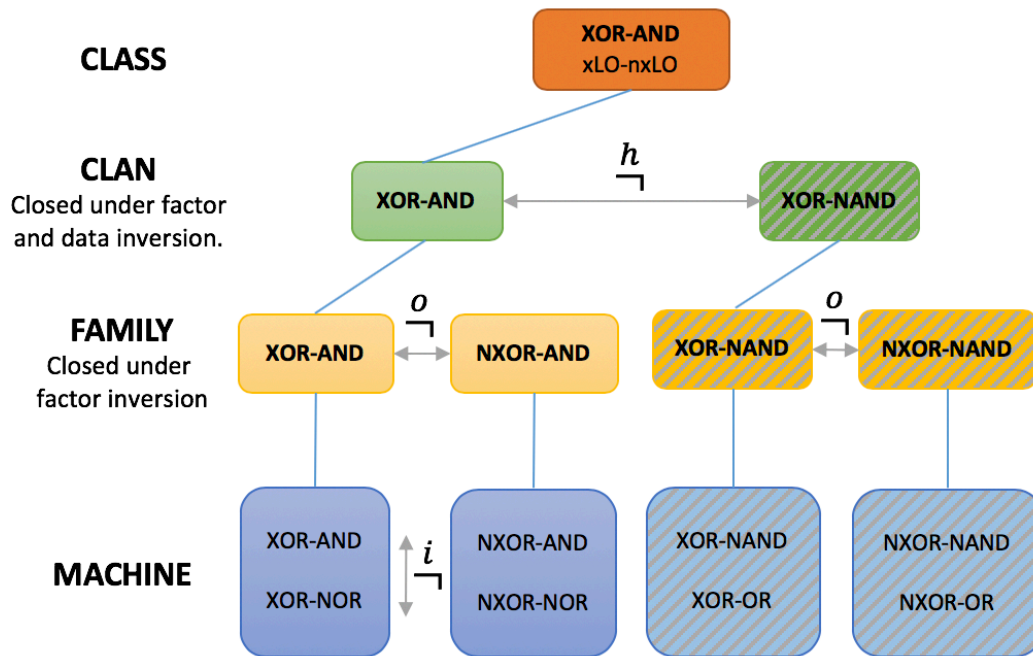 CLASS
XOR-AND
xLO-nxLO
CLAN
Closed under factor
and data inversion.
XOR-AND
h
¬
XOR-NAND
FAMILY
Closed under
factor inversion
XOR-AND
o
¬
NXOR-AND
XOR-NAND
o
¬
NXOR-NAND
MACHINE
XOR-AND
XOR-NOR
i
¬
NXOR-AND
NXOR-NOR
XOR-NAND
XOR-OR
NXOR-NAND
NXOR-OR